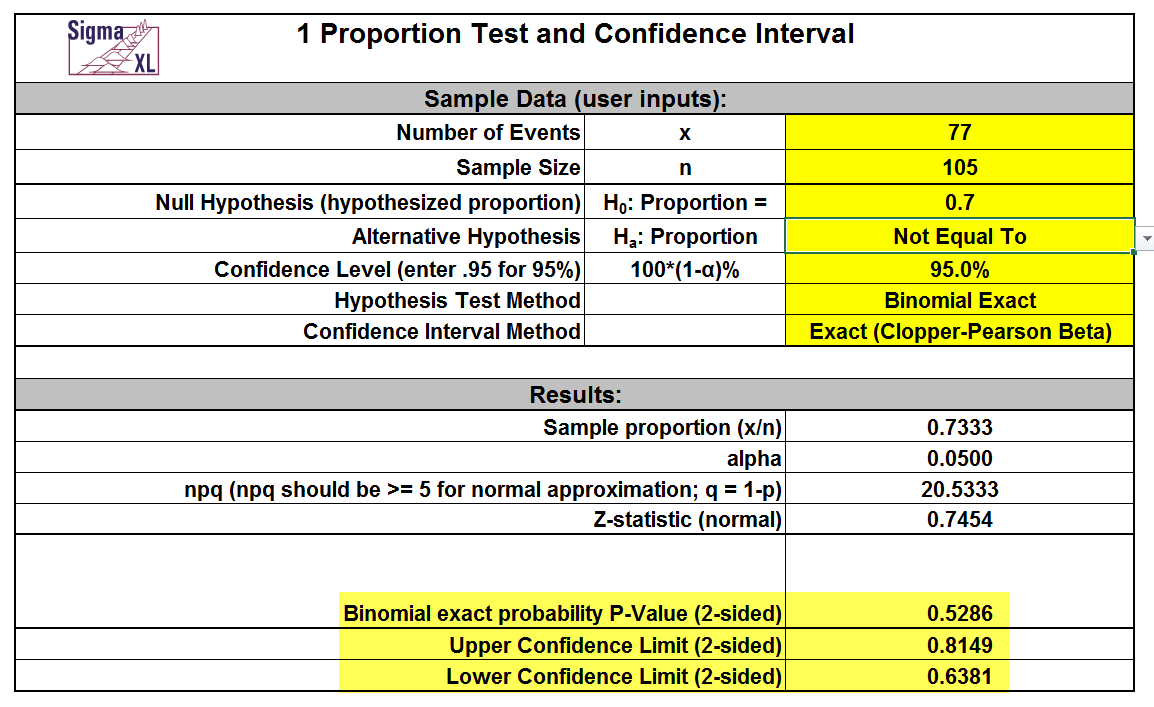 Sigma
XL
1 Proportion Test and Confidence Interval
Sample Data (user inputs):
Number of Events x 77
Sample Size n 105
Null Hypothesis (hypothesized proportion) H₀: Proportion = 0.7
Alternative Hypothesis Hₐ: Proportion Not Equal To
Confidence Level (enter .95 for 95%) 100*(1-α)% 95.0%
Hypothesis Test Method Binomial Exact
Confidence Interval Method Exact (Clopper-Pearson Beta)
Results:
Sample proportion (x/n) 0.7333
alpha 0.0500
npq (npq should be >= 5 for normal approximation; q = 1-p) 20.5333
Z-statistic (normal) 0.7454
Binomial exact probability P-Value (2-sided) 0.5286
Upper Confidence Limit (2-sided) 0.8149
Lower Confidence Limit (2-sided) 0.6381